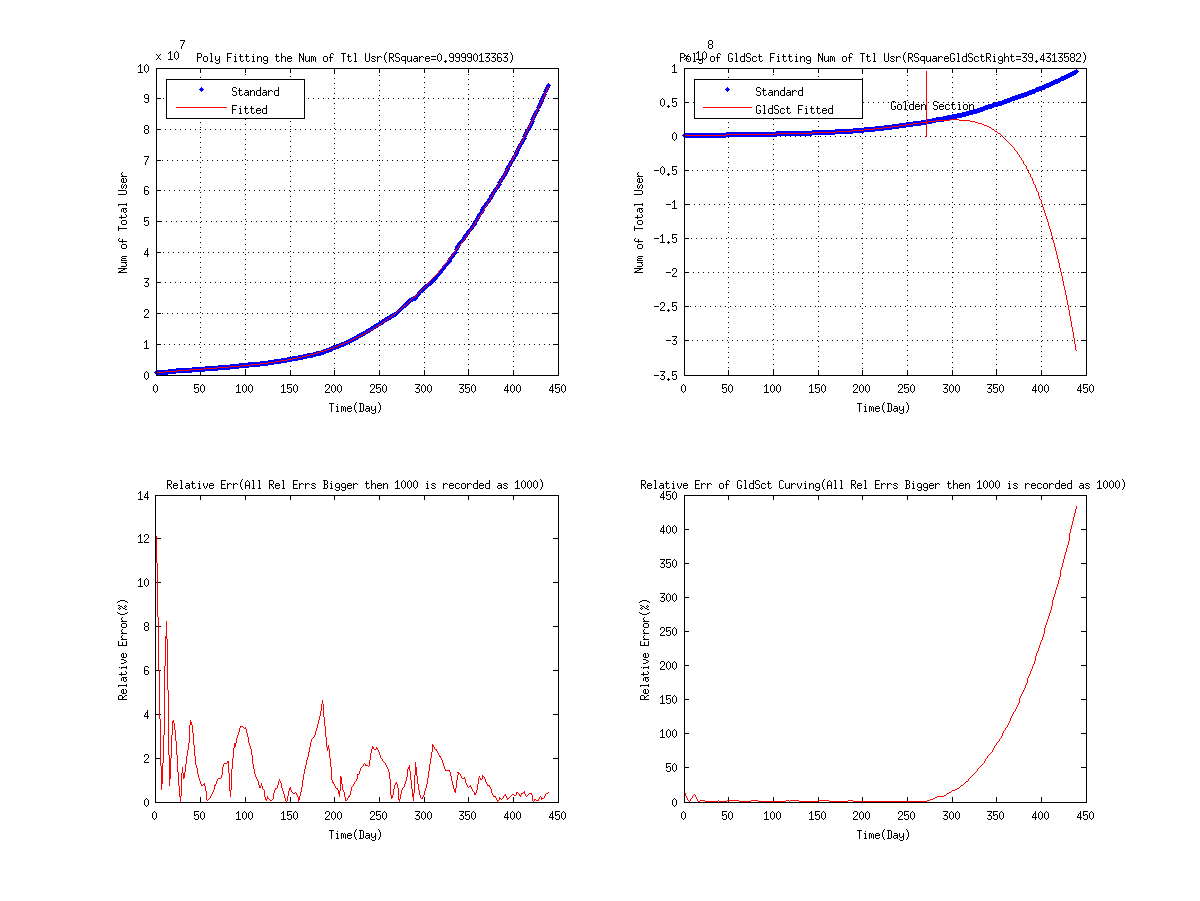 x 10^7
Poly Fitting the Num of Ttl Usr(RSquare=0.9999013363)
Standard
Fitted
Num of Total User
10
9
8
7
6
5
4
3
2
1
0
0 50 100 150 200 250 300 350 400 450
Time(Day)
x 10^8
Poly of GldSct Fitting Num of Ttl Usr(RSquareGldSctRight=39.4313582)
Standard
GldSct Fitted
Golden Section
Num of Total User
1
0.5
0
-0.5
-1
-1.5
-2
-2.5
-3
-3.5
0 50 100 150 200 250 300 350 400 450
Time(Day)
Relative Err(All Rel Errs Bigger then 1000 is recorded as 1000)
Relative Error(%)
14
12
10
8
6
4
2
0
0 50 100 150 200 250 300 350 400 450
Time(Day)
Relative Err of GldSct Curving(All Rel Errs Bigger then 1000 is recorded as 1000)
Relative Error(%)
450
400
350
300
250
200
150
100
50
0
0 50 100 150 200 250 300 350 400 450
Time(Day)